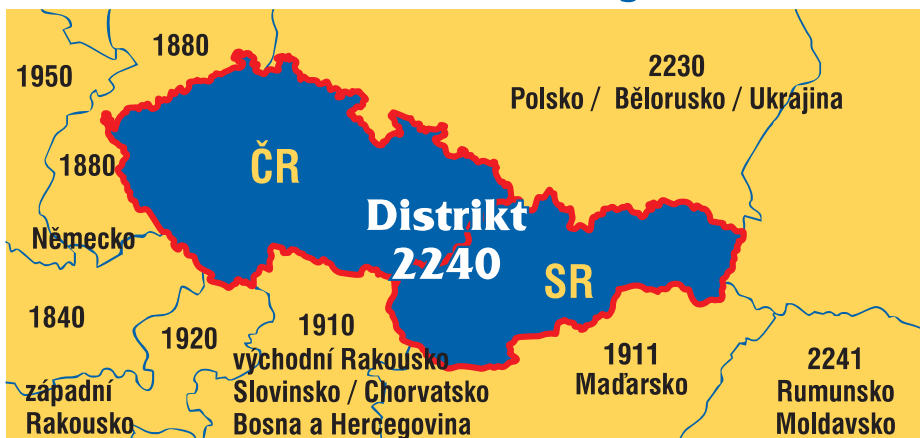 1880
1950
2230
Polsko / Bělorusko / Ukrajina
1880
ČR
Distrikt
2240
Německo
SR
1840
1920
1910
východní Rakousko
Slovinsko / Chorvatsko
Bosna a Hercegovina
1911
Maďarsko
2241
Rumunsko
Moldavsko
západní
Rakousko